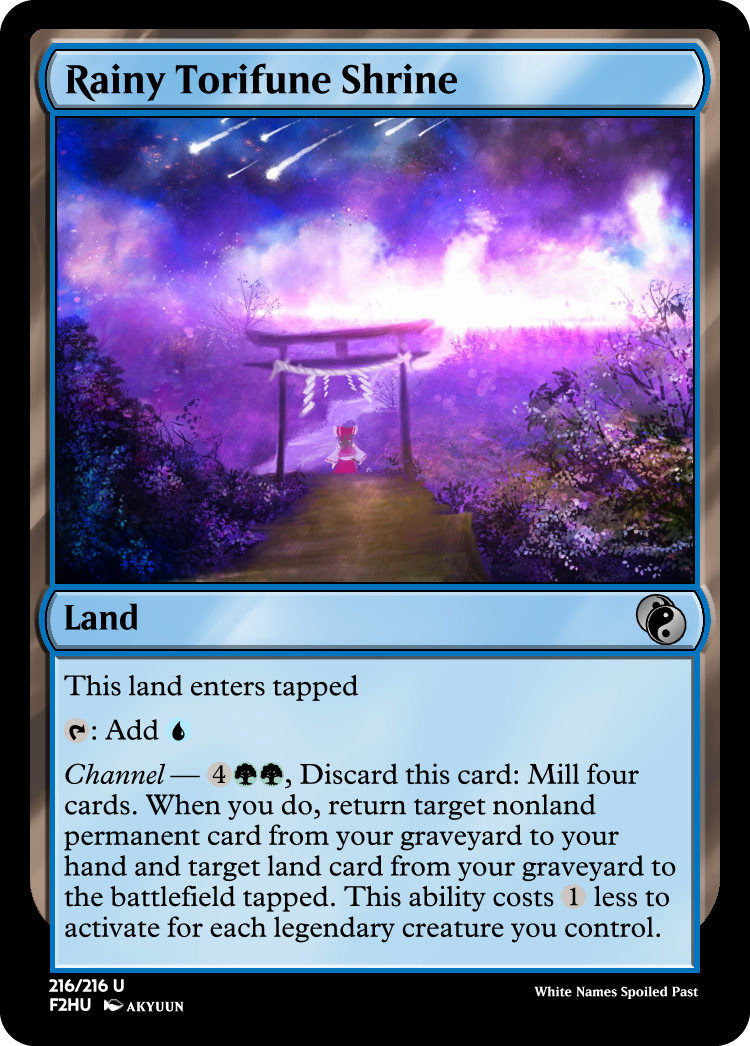 Rainy Torifune Shrine
Land
This land enters tapped
: Add
Channel — 4, Discard this card: Mill four
cards. When you do, return target nonland
permanent card from your graveyard to your
hand and target land card from your graveyard to
the battlefield tapped. This ability costs 1 less to
activate for each legendary creature you control.
216/216 U
F2HU AKYUUN
White Names Spoiled Past